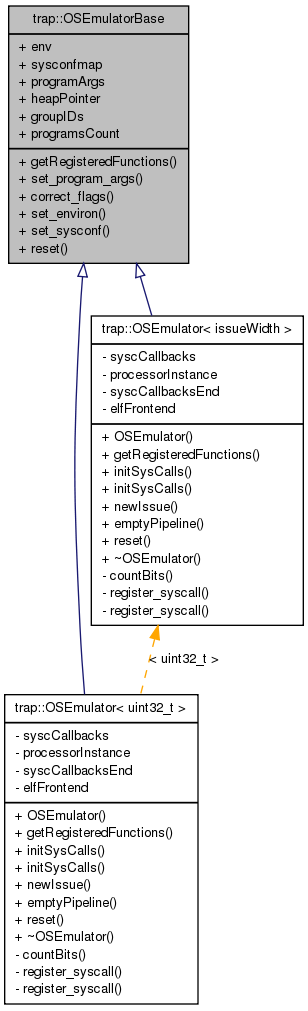 trap::OSEmulatorBase
+ env
+ sysconfmap
+ programArgs
+ heapPointer
+ groupIDs
+ programsCount
+ getRegisteredFunctions()
+ set_program_args()
+ correct_flags()
+ set_environ()
+ set_sysconf()
+ reset()
trap::OSEmulator< issueWidth >
- syscCallbacks
- processorInstance
- syscCallbacksEnd
- elfFrontend
+ OSEmulator()
+ getRegisteredFunctions()
+ initSysCalls()
+ initSysCalls()
+ newIssue()
+ emptyPipeline()
+ reset()
+ ~OSEmulator()
- countBits()
- register_syscall()
- register_syscall()
< uint32_t >
trap::OSEmulator< uint32_t >
- syscCallbacks
- processorInstance
- syscCallbacksEnd
- elfFrontend
+ OSEmulator()
+ getRegisteredFunctions()
+ initSysCalls()
+ initSysCalls()
+ newIssue()
+ emptyPipeline()
+ reset()
+ ~OSEmulator()
- countBits()
- register_syscall()
- register_syscall()